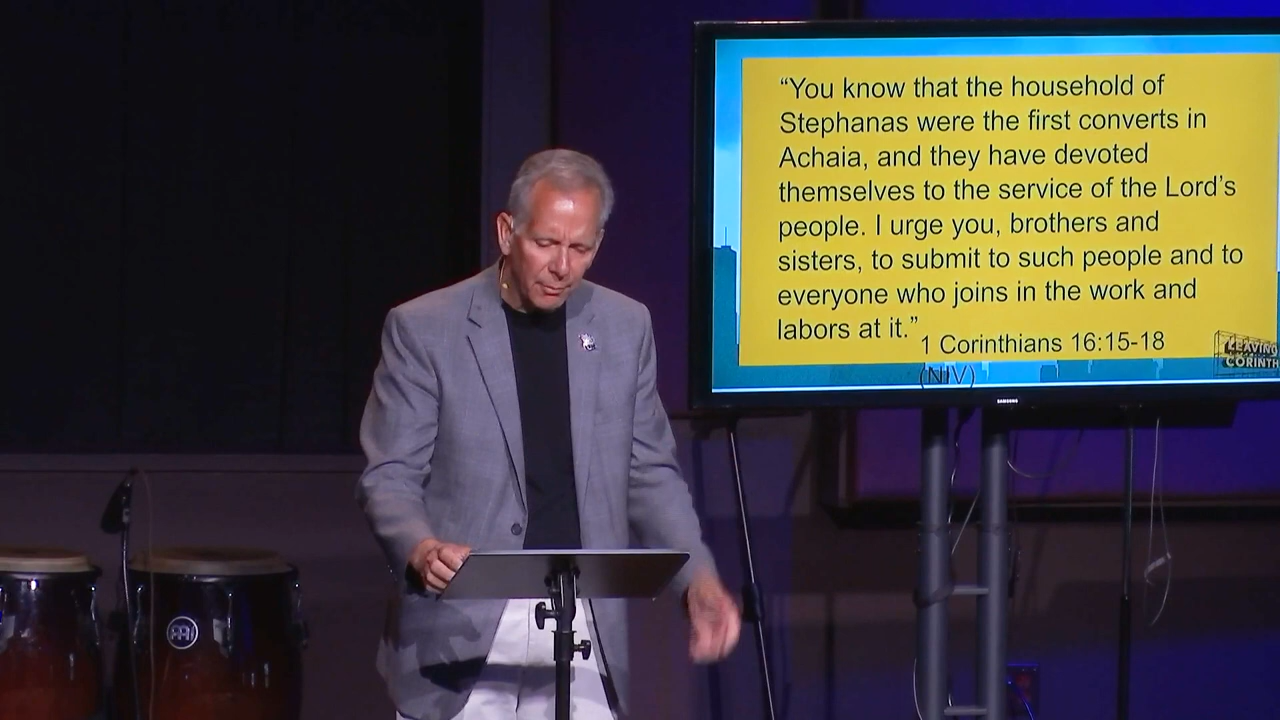 “You know that the household of
Stephanas were the first converts in
Achaia, and they have devoted
themselves to the service of the Lord’s
people. I urge you, brothers and
sisters, to submit to such people and to
everyone who joins in the work and
labors at it.”
1 Corinthians 16:15-18
(NIV)
LEAVING
CORINTH
SAMSUNG